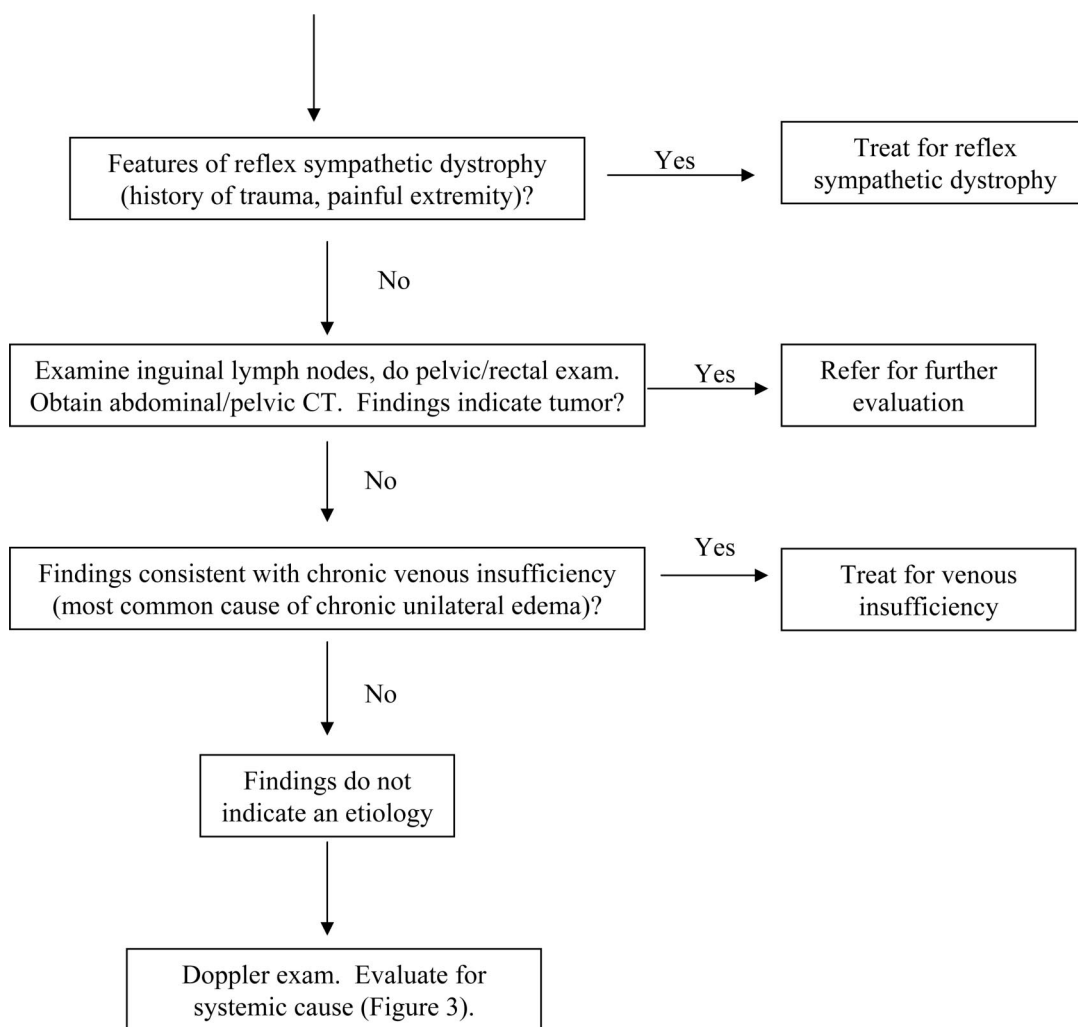 Features of reflex sympathetic dystrophy
(history of trauma, painful extremity)?
Yes
Treat for reflex
sympathetic dystrophy
No
Examine inguinal lymph nodes, do pelvic/rectal exam.
Obtain abdominal/pelvic CT.  Findings indicate tumor?
Yes
Refer for further
evaluation
No
Findings consistent with chronic venous insufficiency
(most common cause of chronic unilateral edema)?
Yes
Treat for venous
insufficiency
No
Findings do not
indicate an etiology
Doppler exam.  Evaluate for
systemic cause (Figure 3).